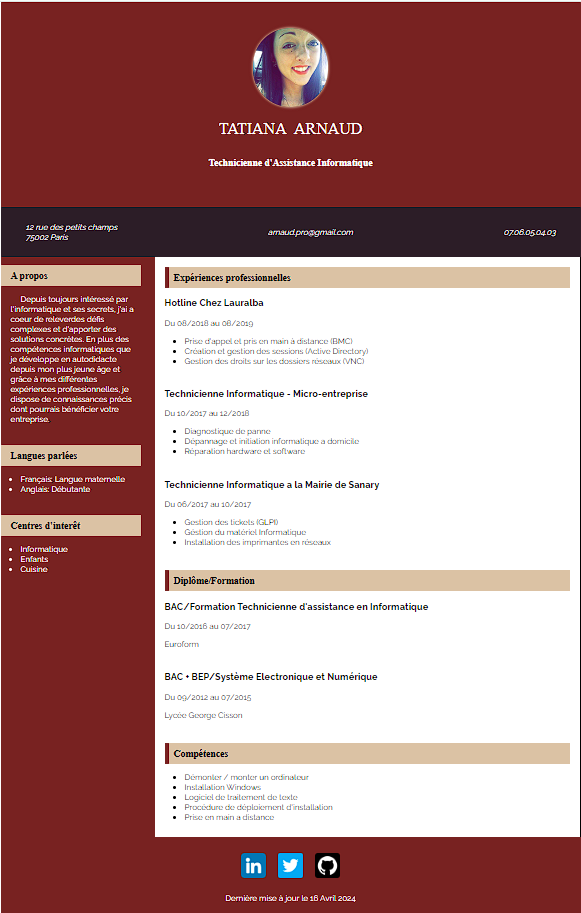 TATIANA ARNAUD
Technicienne d'Assistance Informatique
12 rue des petits champs
75002 Paris
arnaud.pro@gmail.com
07.06.05.04.03
A propos
Depuis toujours intéressé par
l'informatique et ses secrets, j'ai a
coeur de releverdes défis
complexes et d'apporter des
solutions concrètes. En plus des
compétences informatiques que
je développe en autodidacte
depuis mon plus jeune âge et
grâce à mes différentes
expériences professionnelles, je
dispose de connaissances précis
dont pourrais bénéficier votre
entreprise.
Langues parlées
Français: Langue maternelle
Anglais: Débutante
Centres d'interêt
Informatique
Enfants
Cuisine
Expériences professionnelles
Hotline Chez Lauralba
Du 08/2018 au 08/2019
Prise d'appel et pris en main à distance (BMC)
Création et gestion des sessions (Active Directory)
Gestion des droits sur les dossiers réseaux (VNC)
Technicienne Informatique - Micro-entreprise
Du 10/2017 au 12/2018
Diagnostique de panne
Dépannage et initiation informatique a domicile
Réparation hardware et software
Technicienne Informatique a la Mairie de Sanary
Du 06/2017 au 10/2017
Gestion des tickets (GLPI)
Géstion du matériel Informatique
Installation des imprimantes en réseaux
Diplôme/Formation
BAC/Formation Technicienne d'assistance en Informatique
Du 10/2016 au 07/2017
Euroform
BAC + BEP/Système Electronique et Numérique
Du 09/2012 au 07/2015
Lycée George Cisson
Compétences
Démonter / monter un ordinateur
Installation Windows
Logiciel de traitement de texte
Procédure de déploiement d'installation
Prise en main a distance
in
Dernière mise à jour le 16 Avril 2024